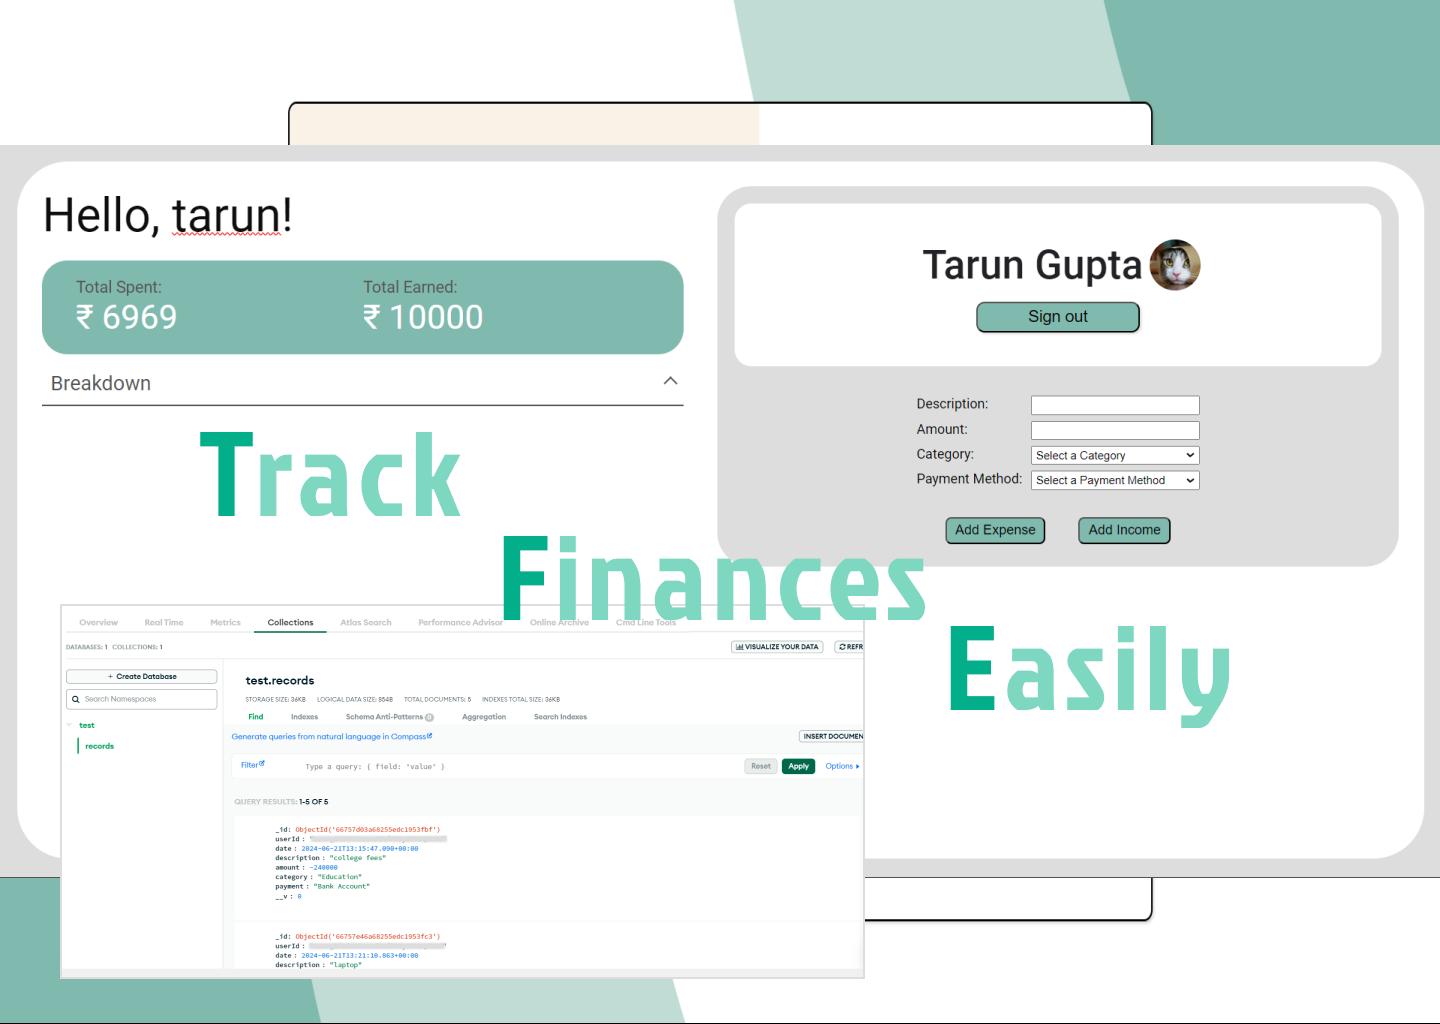 Hello, tarun!
Total Spent:
₹ 6969
Total Earned:
₹ 10000
Breakdown
Tarun Gupta
Sign out
Description:
Amount:
Category: Select a Category
Payment Method: Select a Payment Method
Add Expense Add Income
Track
Finances
Easily
Overview Real Time Metrics Collections Atlas Search Performance Advisor Online Archive Cmd Line Tools
DATABASES: 1 COLLECTIONS: 1
VISUALIZE YOUR DATA REFR
+ Create Database
Search Namespaces
test
records
test.records
STORAGE SIZE: 36KB LOGICAL DATA SIZE: 854B TOTAL DOCUMENTS: 5 INDEXES TOTAL SIZE: 36KB
Find Indexes Schema Anti-Patterns 0 Aggregation Search Indexes
Generate queries from natural language in Compass
INSERT DOCUMEN
Filter Type a query: { field: 'value' } Reset Apply Options
QUERY RESULTS: 1-5 OF 5
_id: ObjectId('66757d03a68255edc1953fbf')
userId : "
date : 2024-06-21T13:15:47.090+00:00
description : "college fees"
amount : -240000
category : "Education"
payment : "Bank Account"
__v : 0
_id: ObjectId('66757e46a68255edc1953fc3')
userId : "
date : 2024-06-21T13:21:10.863+00:00
description : "laptop"